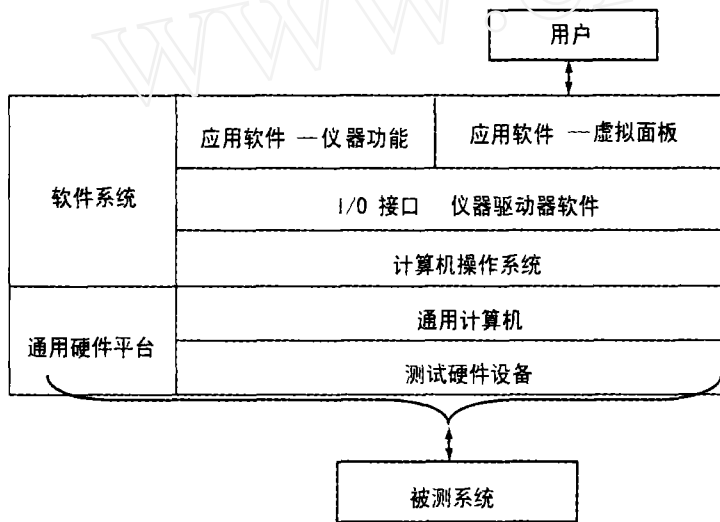 用户
应用软件 —仪器功能
应用软件 —虚拟面板
软件系统
I/O 接口 仪器驱动器软件
计算机操作系统
通用计算机
通用硬件平台
测试硬件设备
被测系统